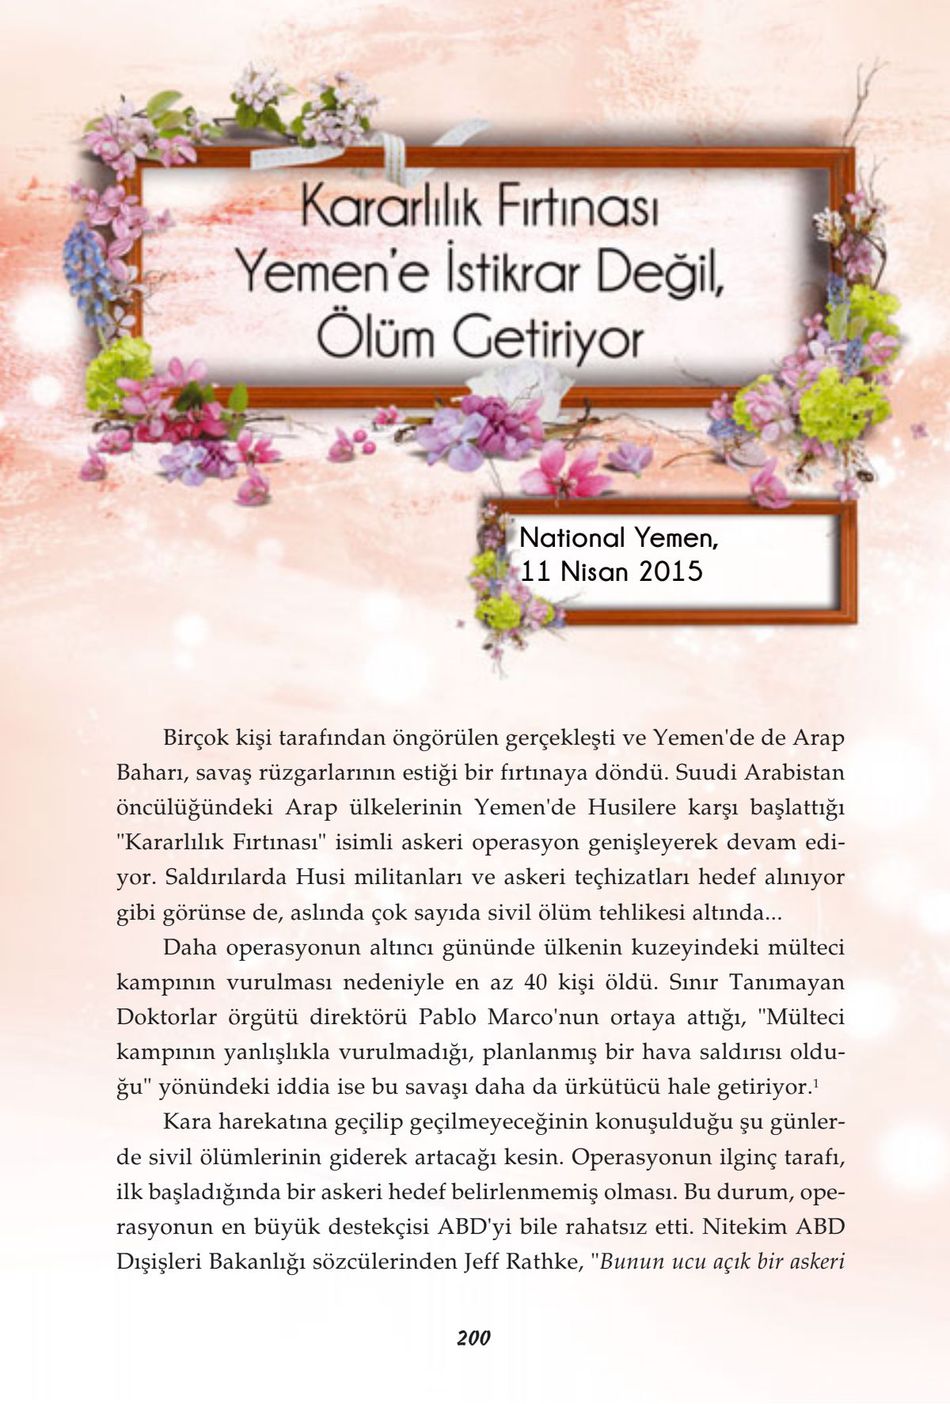 Kararlılık Fırtınası
Yemen'e İstikrar Değil,
Ölüm Getiriyor
National Yemen,
11 Nisan 2015
Birçok kişi tarafından öngörülen gerçekleşti ve Yemen'de de Arap
Baharı, savaş rüzgarlarının estiği bir fırtınaya döndü. Suudi Arabistan
öncülüğündeki Arap ülkelerinin Yemen'de Husilere karşı başlattığı
"Kararlılık Fırtınası" isimli askeri operasyon genişleyerek devam edi-
yor. Saldırılarda Husi militanları ve askeri teçhizatları hedef alınıyor
gibi görünse de, aslında çok sayıda sivil ölüm tehlikesi altında...
Daha operasyonun altıncı gününde ülkenin kuzeyindeki mülteci
kampının vurulması nedeniyle en az 40 kişi öldü. Sınır Tanımayan
Doktorlar örgütü direktörü Pablo Marco'nun ortaya attığı, "Mülteci
kampının yanlışlıkla vurulmadığı, planlanmış bir hava saldırısı oldu-
ğu" yönündeki iddia ise bu savaşı daha da ürkütücü hale getiriyor.¹
Kara harekatına geçilip geçilmeyeceğinin konuşulduğu şu günler-
de sivil ölümlerinin giderek artacağı kesin. Operasyonun ilginç tarafı,
ilk başladığında bir askeri hedef belirlenmemiş olması. Bu durum, ope-
rasyonun en büyük destekçisi ABD'yi bile rahatsız etti. Nitekim ABD
Dışişleri Bakanlığı sözcülerinden Jeff Rathke, "Bunun ucu açık bir askeri
200